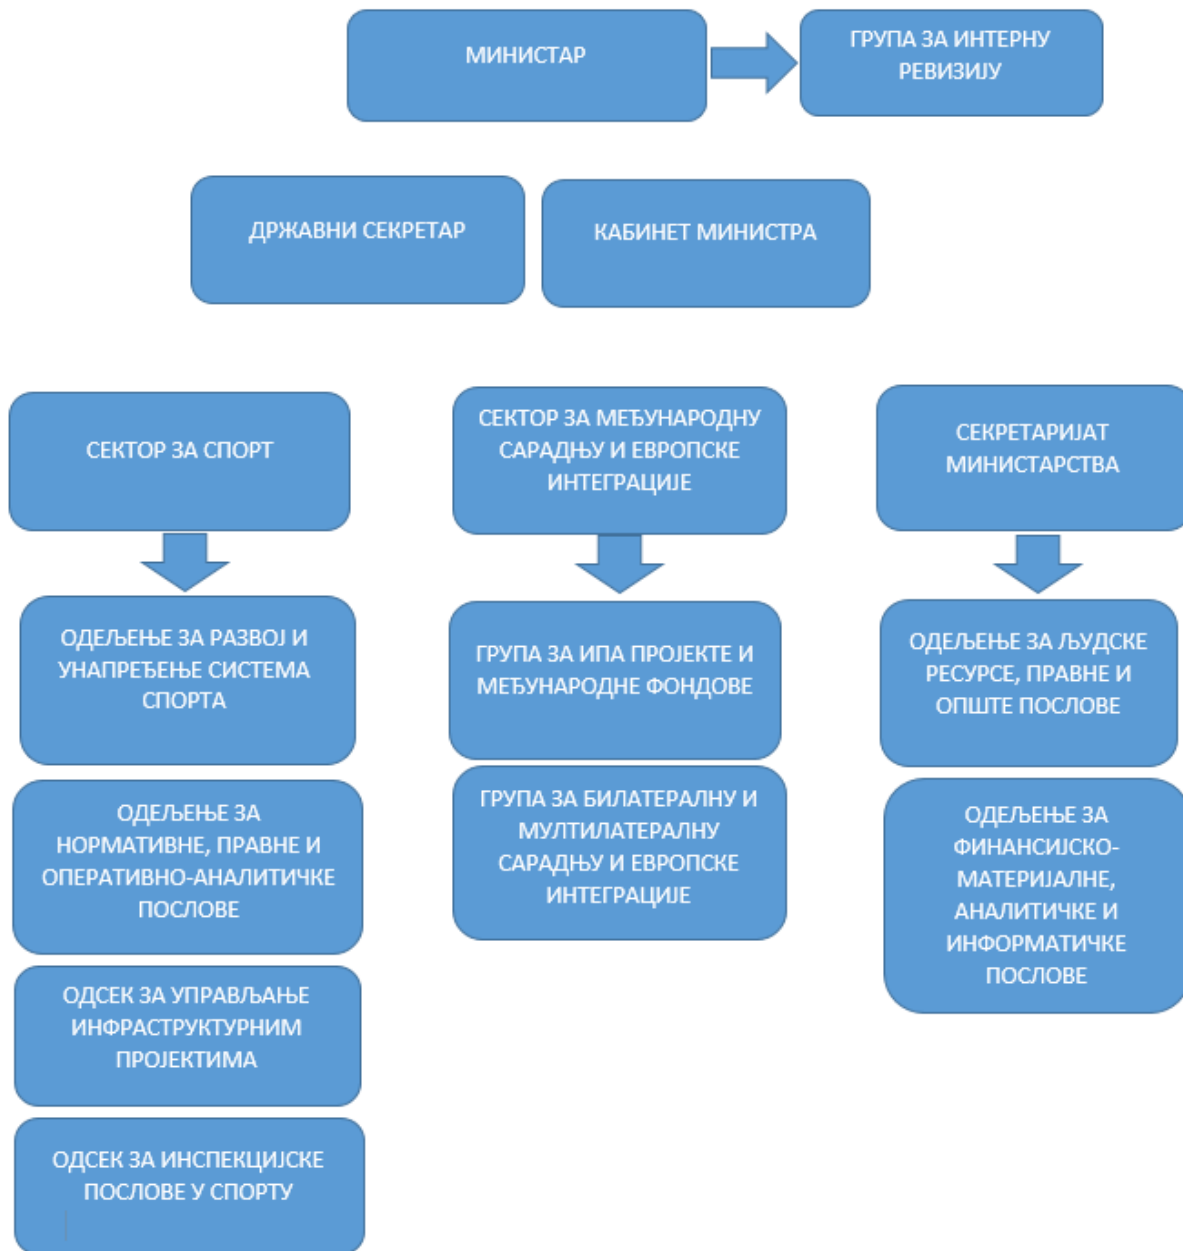 МИНИСТАР
ГРУПА ЗА ИНТЕРНУ
РЕВИЗИЈУ
ДРЖАВНИ СЕКРЕТАР
КАБИНЕТ МИНИСТРА
СЕКТОР ЗА СПОРТ
СЕКТОР ЗА МЕЂУНАРОДНУ
САРАДЊУ И ЕВРОПСКЕ
ИНТЕГРАЦИЈЕ
СЕКРЕТАРИЈАТ
МИНИСТАРСТВА
ОДЕЉЕЊЕ ЗА РАЗВОЈ И
УНАПРЕЂЕЊЕ СИСТЕМА
СПОРТА
ГРУПА ЗА ИПА ПРОЈЕКТЕ И
МЕЂУНАРОДНЕ ФОНДОВЕ
ОДЕЉЕЊЕ ЗА ЉУДСКЕ
РЕСУРСЕ, ПРАВНЕ И
ОПШТЕ ПОСЛОВЕ
ОДЕЉЕЊЕ ЗА
НОРМАТИВНЕ, ПРАВНЕ И
ОПЕРАТИВНО-АНАЛИТИЧКЕ
ПОСЛОВЕ
ГРУПА ЗА БИЛАТЕРАЛНУ И
МУЛТИЛАТЕРАЛНУ
САРАДЊУ И ЕВРОПСКЕ
ИНТЕГРАЦИЈЕ
ОДЕЉЕЊЕ ЗА
ФИНАНСИЈСКО-
МАТЕРИЈАЛНЕ,
АНАЛИТИЧКЕ И
ИНФОРМАТИЧКЕ
ПОСЛОВЕ
ОДСЕК ЗА УПРАВЉАЊЕ
ИНФРАСТРУКТУРНИМ
ПРОЈЕКТИМА
ОДСЕК ЗА ИНСПЕКЦИЈСКЕ
ПОСЛОВЕ У СПОРТУ